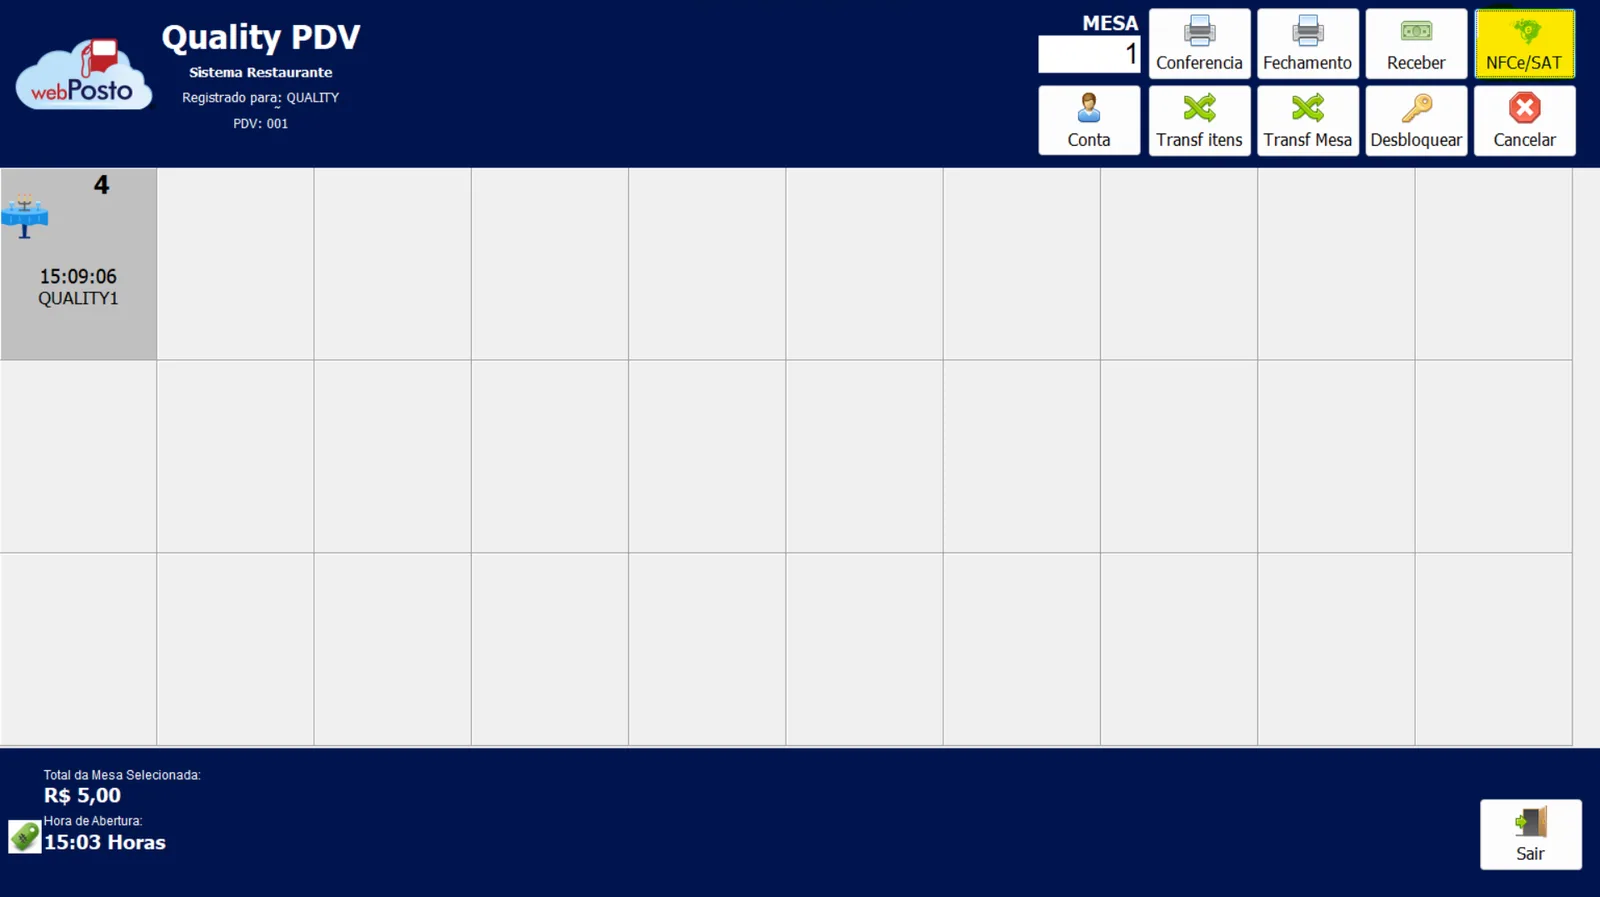 webPosto
Quality PDV
Sistema Restaurante
Registrado para: QUALITY
PDV: 001
MESA
1
Conferencia
Fechamento
Receber
NFCe/SAT
Conta
Transf itens
Transf Mesa
Desbloquear
Cancelar
4
15:09:06
QUALITY1
Total da Mesa Selecionada:
R$ 5,00
Hora de Abertura:
15:03 Horas
Sair